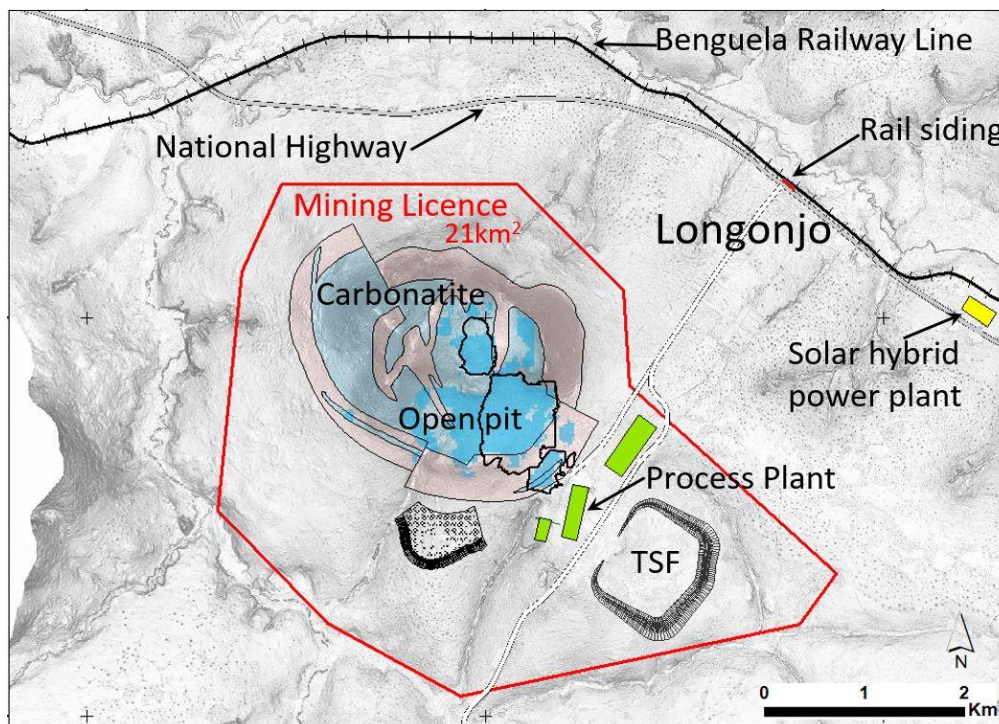 Benguela Railway Line
Rail siding
National Highway
Mining Licence
21km²
Longonjo
Carbonatite
Solar hybrid
power plant
Open pit
Process Plant
TSF
N
0 1 2
Km